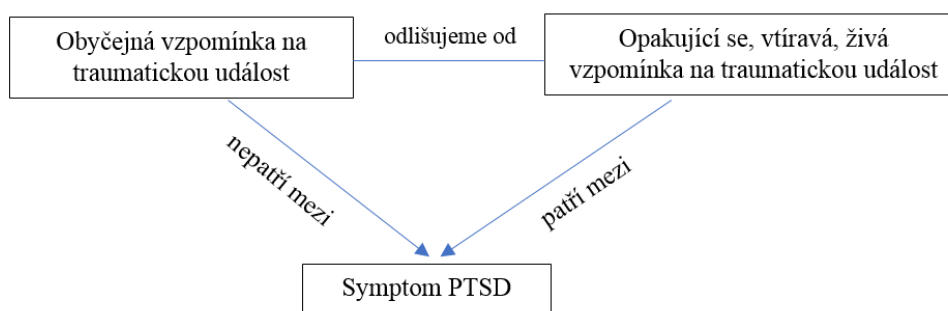 Obyčejná vzpomínka na
traumatickou událost
odlišujeme od
Opakující se, vtíravá, živá
vzpomínka na traumatickou událost
nepatří mezi
patří mezi
Symptom PTSD